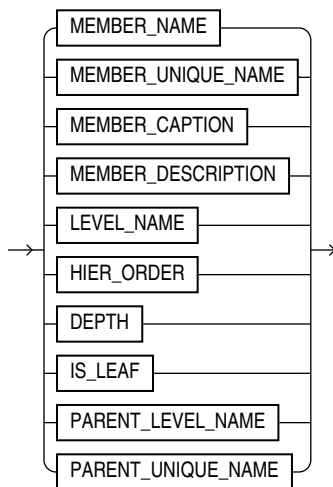 MEMBER_NAME
MEMBER_UNIQUE_NAME
MEMBER_CAPTION
MEMBER_DESCRIPTION
LEVEL_NAME
HIER_ORDER
DEPTH
IS_LEAF
PARENT_LEVEL_NAME
PARENT_UNIQUE_NAME